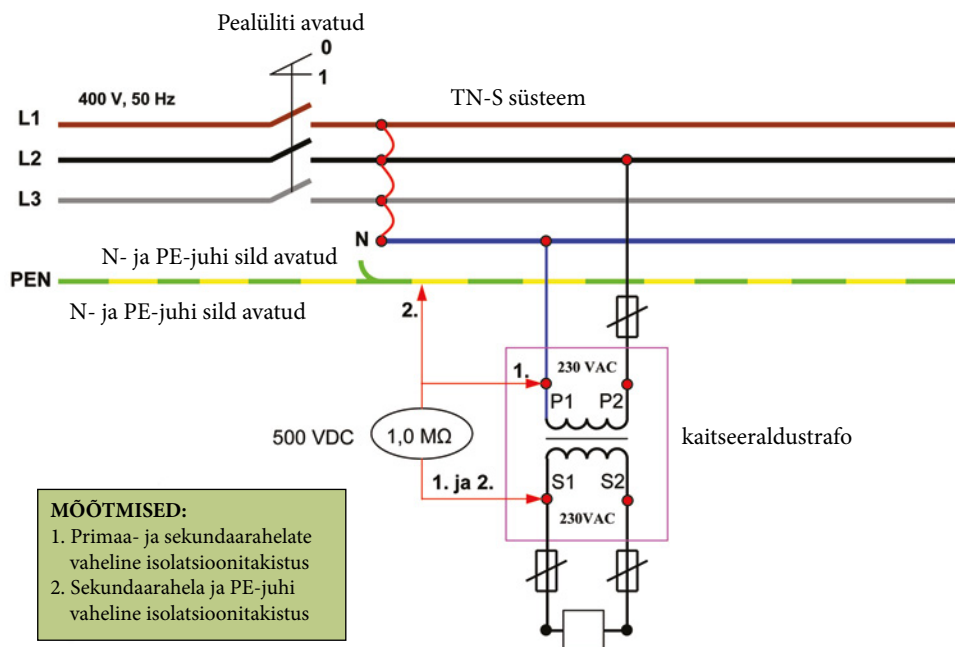 Pealüliti avatud
0
1
400 V, 50 Hz
TN-S süsteem
L1
L2
L3
N
N- ja PE-juhi sild avatud
PEN
N- ja PE-juhi sild avatud
2.
1.
230 VAC
P1 P2
500 VDC
1,0 MΩ
kaitseeraldustrafo
1. ja 2.
S1 S2
230VAC
MÕÕTMISED:
1. Primaa- ja sekundaarahelate
vaheline isolatsioonitakistus
2. Sekundaarahela ja PE-juhi
vaheline isolatsioonitakistus